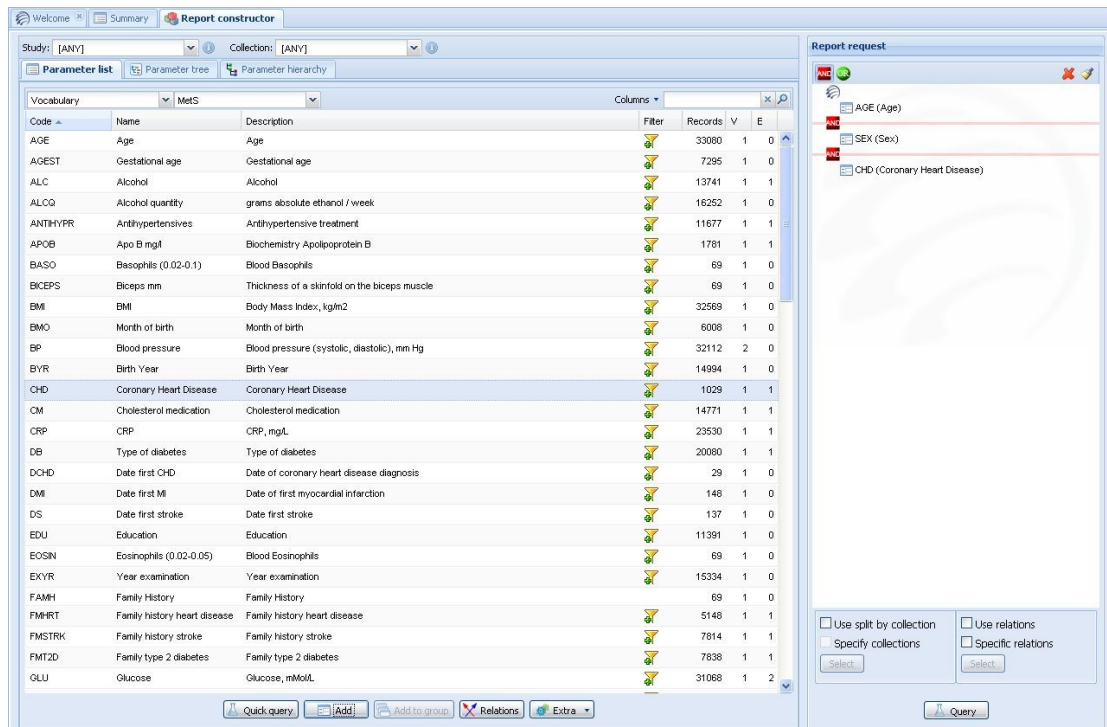 Welcome Summary Report constructor
Study: [ANY] Collection: [ANY]
Parameter list Parameter tree Parameter hierarchy
Vocabulary MetS Columns
Code Name Description Filter Records V E
AGE Age Age 33080 1 0
AGEST Gestational age Gestational age 7295 1 0
ALC Alcohol Alcohol 13741 1 1
ALCQ Alcohol quantity grams absolute ethanol / week 16252 1 0
ANTIHYPR Antihypertensives Antihypertensive treatment 11677 1 1
APOB Apo B mg/l Biochemistry Apolipoprotein B 1781 1 1
BASO Basophils (0.02-0.1) Blood Basophils 69 1 0
BICEPS Biceps mm Thickness of a skinfold on the biceps muscle 69 1 0
BMI BMI Body Mass Index, kg/m2 32569 1 0
BMO Month of birth Month of birth 6008 1 0
BP Blood pressure Blood pressure (systolic, diastolic), mm Hg 32112 2 0
BYR Birth Year Birth Year 14994 1 0
CHD Coronary Heart Disease Coronary Heart Disease 1029 1 1
CM Cholesterol medication Cholesterol medication 14771 1 1
CRP CRP CRP, mg/L 23530 1 1
DB Type of diabetes Type of diabetes 20080 1 1
DCHD Date first CHD Date of coronary heart disease diagnosis 29 1 0
DMI Date first MI Date of first myocardial infarction 148 1 0
DS Date first stroke Date first stroke 137 1 0
EDU Education Education 11391 1 0
EOSIN Eosinophils (0.02-0.05) Blood Eosinophils 69 1 0
EXYR Year examination Year examination 15334 1 0
FAMH Family History Family History 69 1 0
FMHRT Family history heart disease Family history heart disease 5148 1 1
FMSTRK Family history stroke Family history stroke 7814 1 1
FMT2D Family type 2 diabetes Family type 2 diabetes 7838 1 1
GLU Glucose Glucose, mMol/L 31068 1 2
Quick query Add Add to group Relations Extra
Report request
AND OR
AGE (Age)
AND
SEX (Sex)
AND
CHD (Coronary Heart Disease)
Use split by collection Use relations
Specify collections Specific relations
Select Select
Query